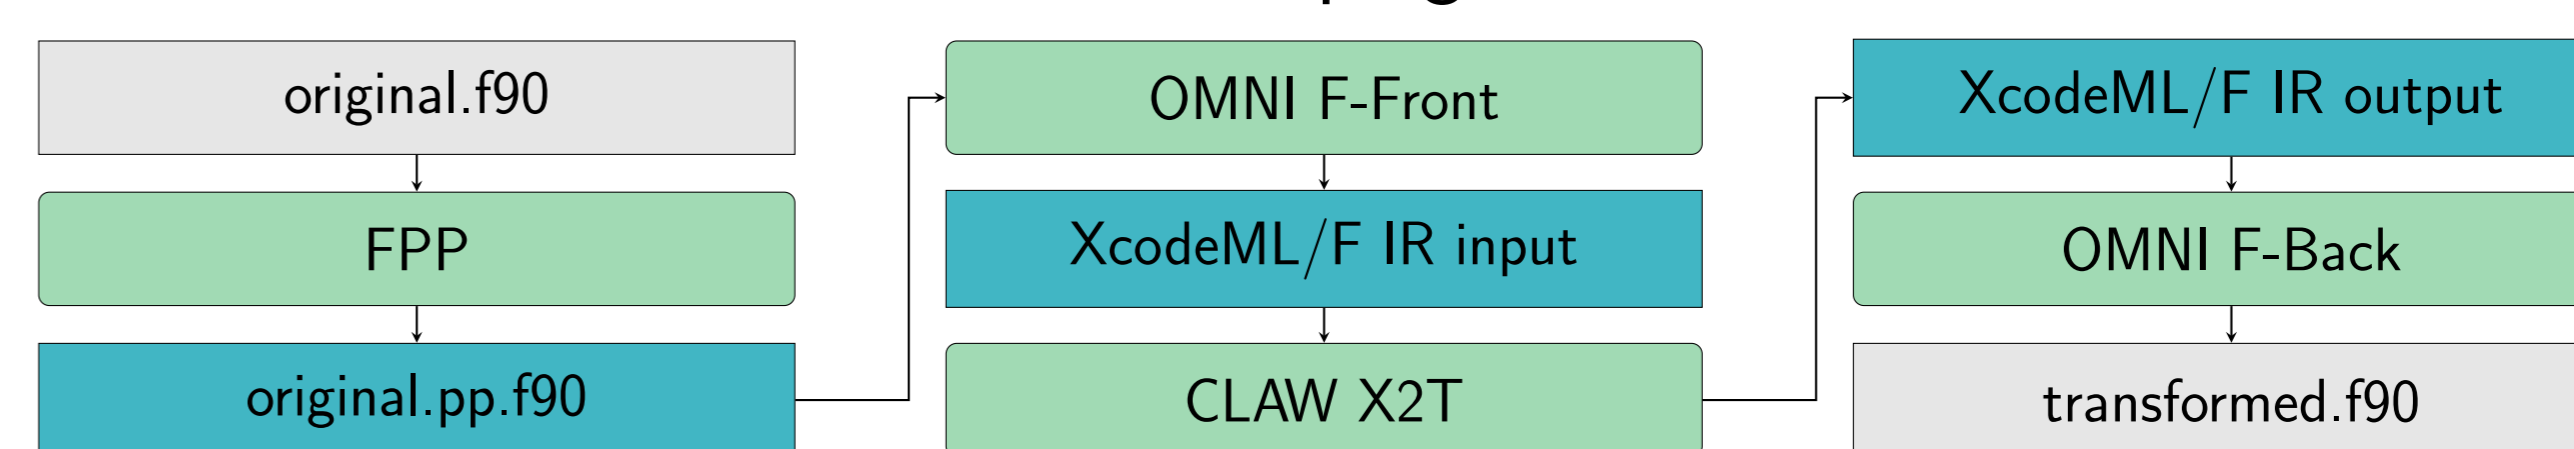 original.f90
FPP
original.pp.f90
OMNI F-Front
XcodeML/F IR input
CLAW X2T
XcodeML/F IR output
OMNI F-Back
transformed.f90